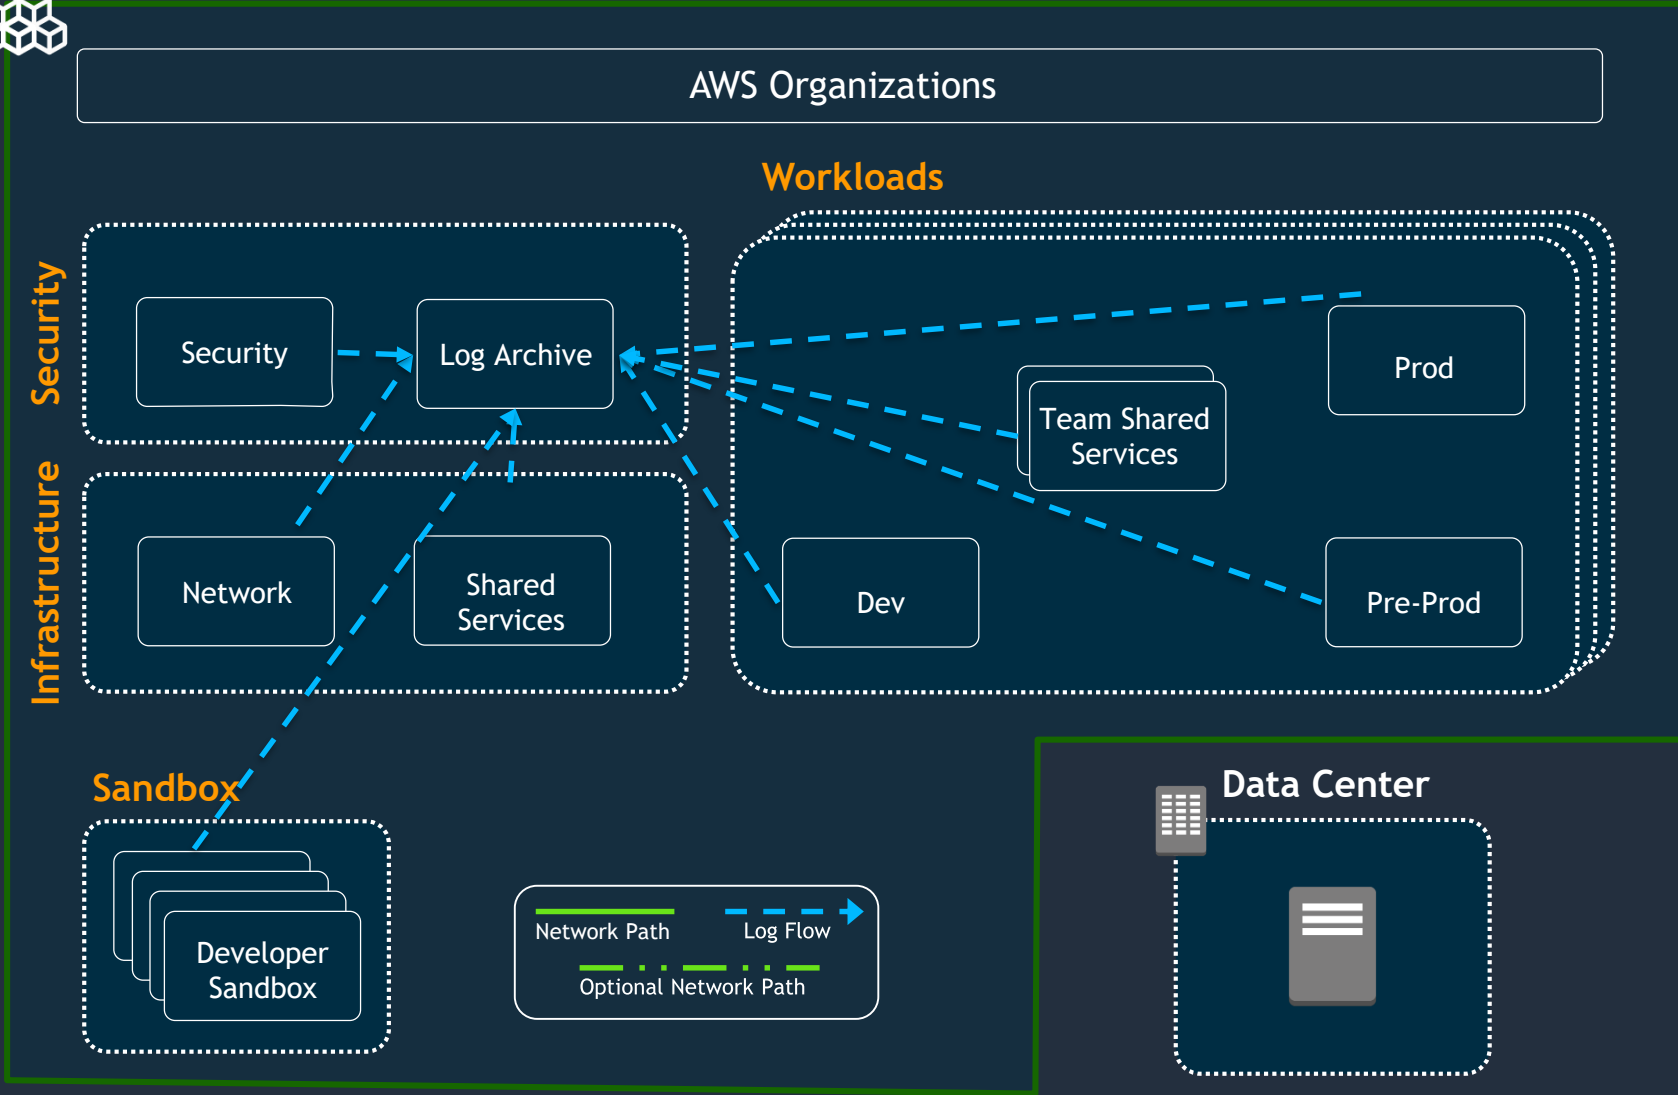 AWS Organizations
Workloads
Security
Security
Log Archive
Prod
Team Shared
Services
Infrastructure
Network
Shared
Services
Dev
Pre-Prod
Sandbox
Developer
Sandbox
Network Path
Log Flow
Optional Network Path
Data Center